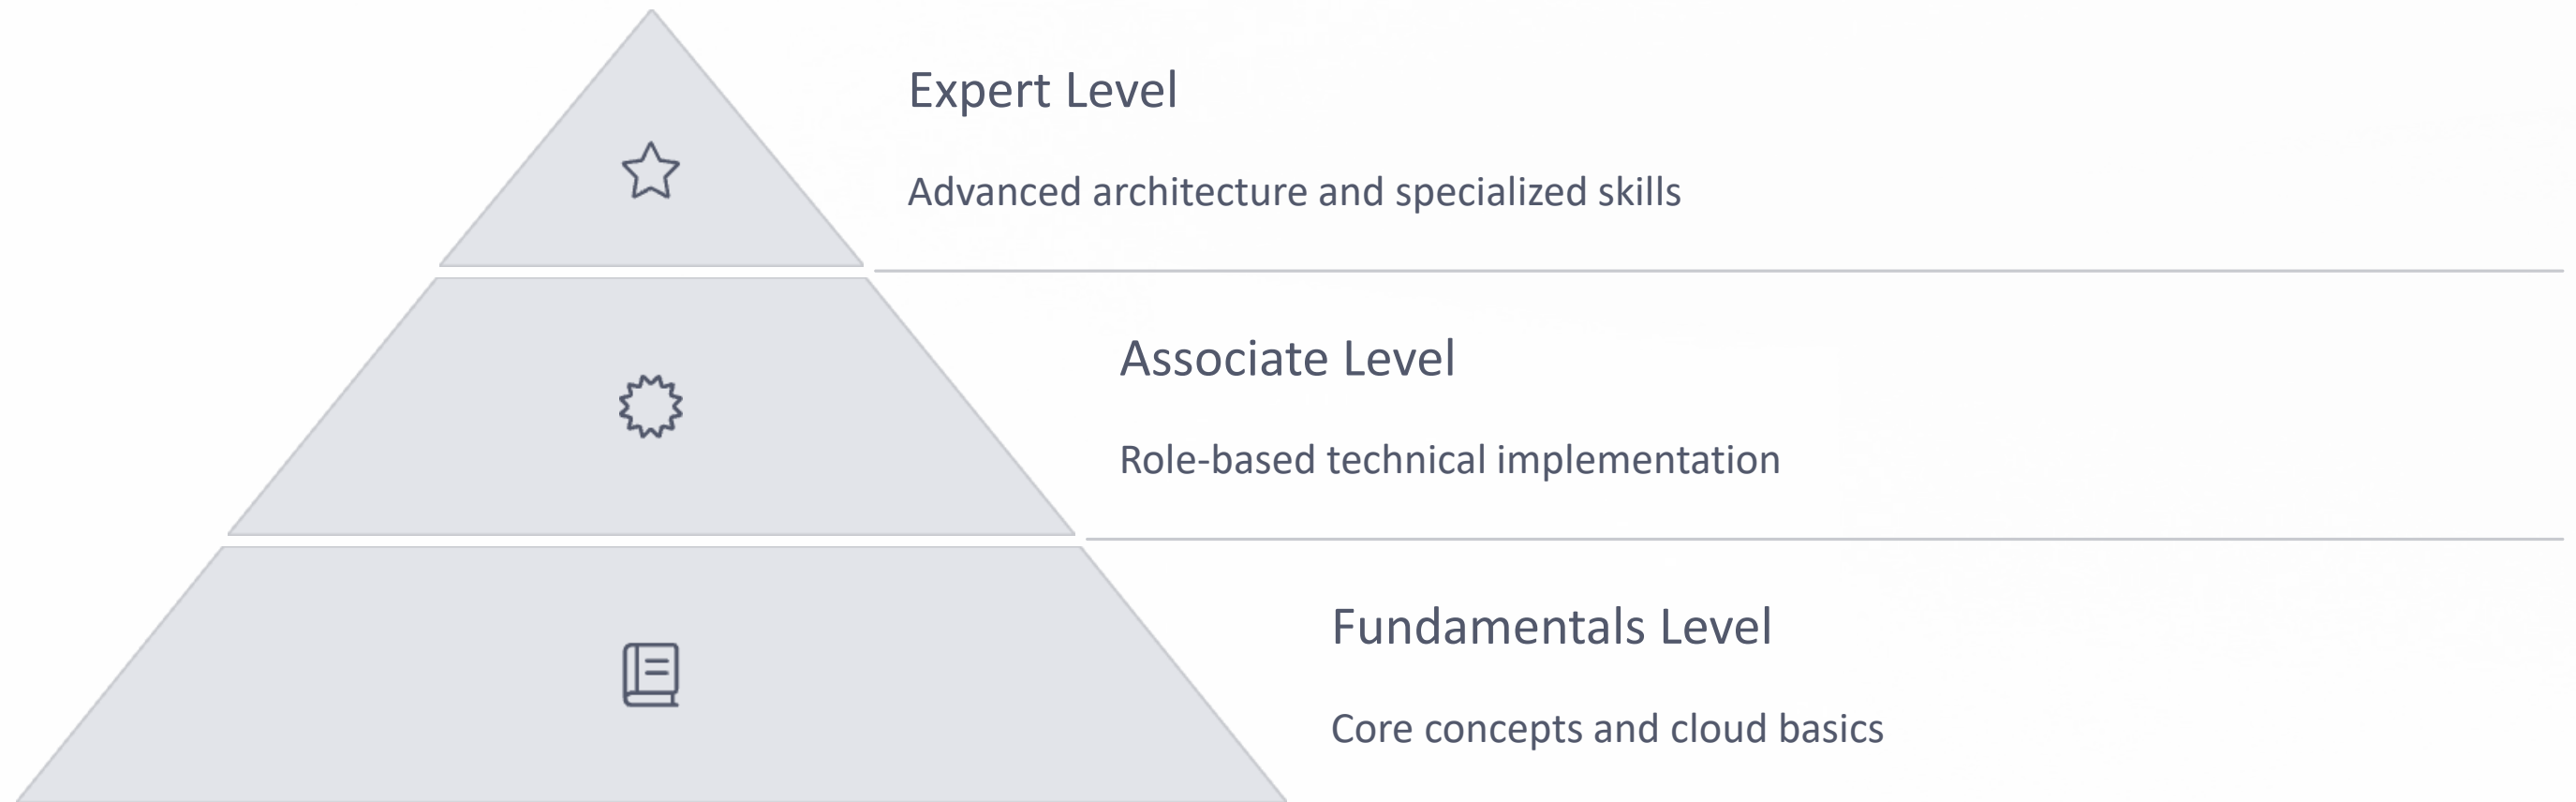 Expert Level
Advanced architecture and specialized skills
Associate Level
Role-based technical implementation
Fundamentals Level
Core concepts and cloud basics